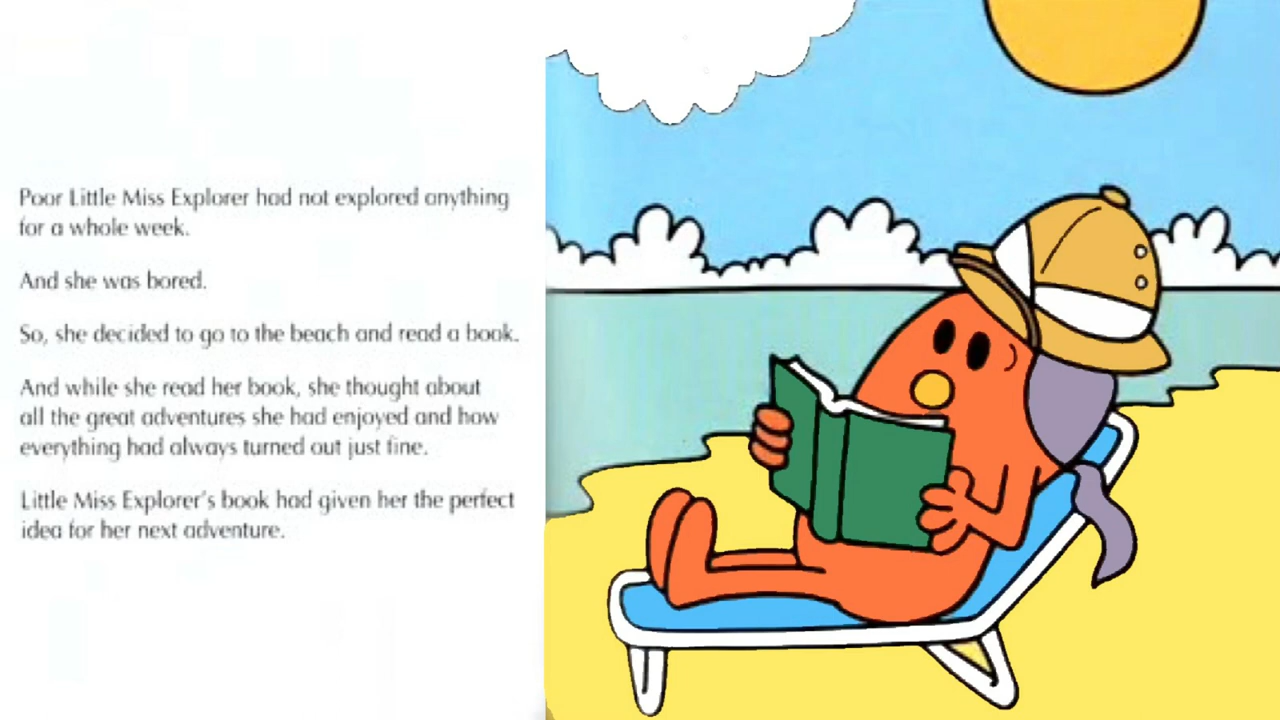 Poor Little Miss Explorer had not explored anything
for a whole week.
And she was bored.
So, she decided to go to the beach and read a book.
And while she read her book, she thought about
all the great adventures she had enjoyed and how
everything had always turned out just fine.
Little Miss Explorer's book had given her the perfect
idea for her next adventure.